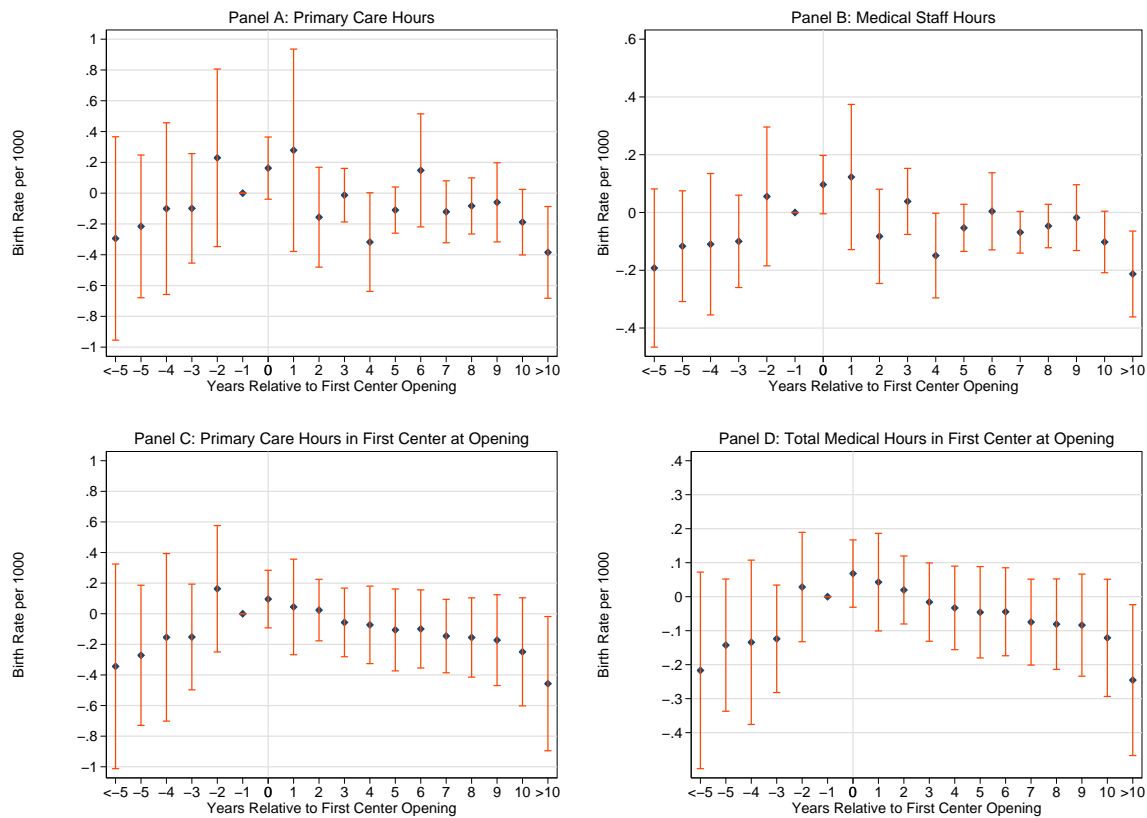 Panel A: Primary Care Hours
Birth Rate per 1000
1
.8
.6
.4
.2
0
−.2
−.4
−.6
−.8
−1
<−5 −5 −4 −3 −2 −1 0 1 2 3 4 5 6 7 8 9 10 >10
Years Relative to First Center Opening
Panel B: Medical Staff Hours
Birth Rate per 1000
.6
.4
.2
0
−.2
−.4
<−5 −5 −4 −3 −2 −1 0 1 2 3 4 5 6 7 8 9 10 >10
Years Relative to First Center Opening
Panel C: Primary Care Hours in First Center at Opening
Birth Rate per 1000
1
.8
.6
.4
.2
0
−.2
−.4
−.6
−.8
−1
<−5 −5 −4 −3 −2 −1 0 1 2 3 4 5 6 7 8 9 10 >10
Years Relative to First Center Opening
Panel D: Total Medical Hours in First Center at Opening
Birth Rate per 1000
.4
.3
.2
.1
0
−.1
−.2
−.3
−.4
<−5 −5 −4 −3 −2 −1 0 1 2 3 4 5 6 7 8 9 10 >10
Years Relative to First Center Opening